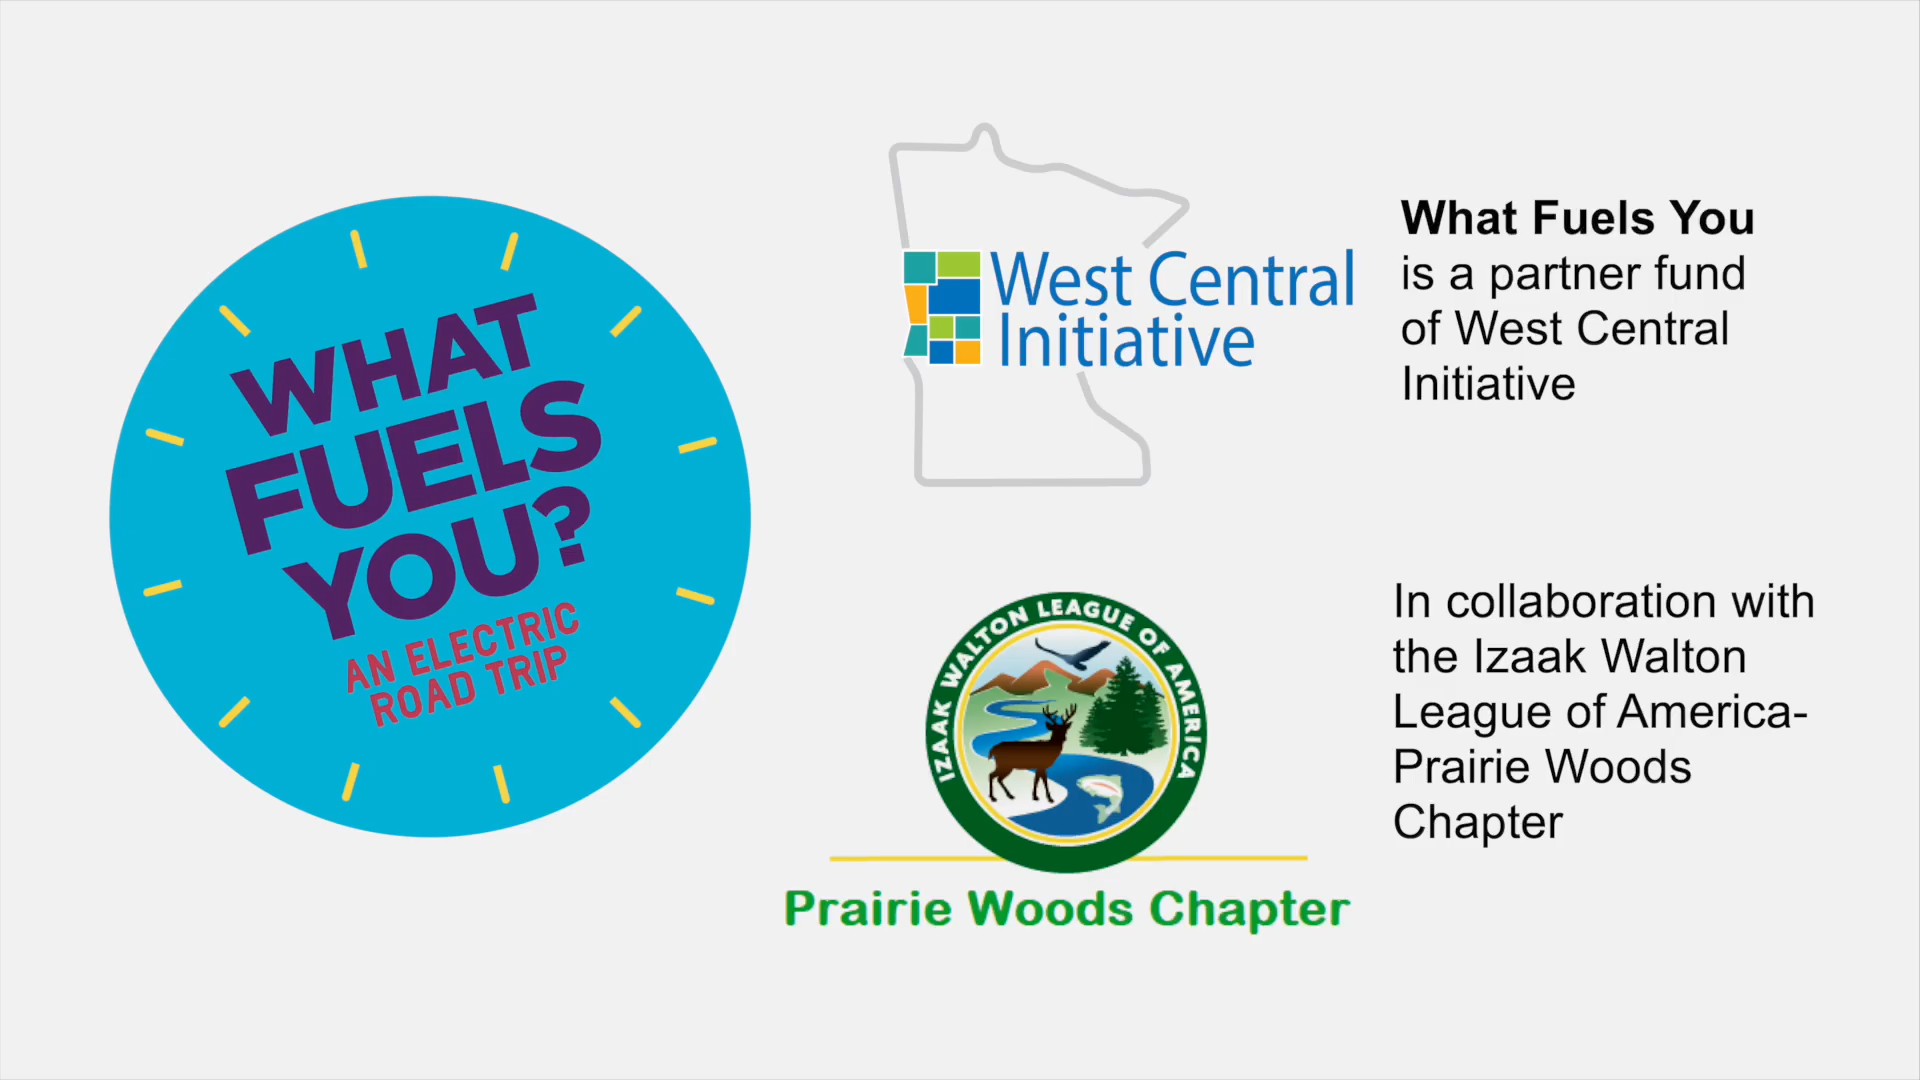 WHAT
FUELS
YOU?
AN ELECTRIC
ROAD TRIP
West Central
Initiative
What Fuels You
is a partner fund
of West Central
Initiative
IZAAK WALTON LEAGUE OF AMERICA
Prairie Woods Chapter
In collaboration with
the Izaak Walton
League of America-
Prairie Woods
Chapter